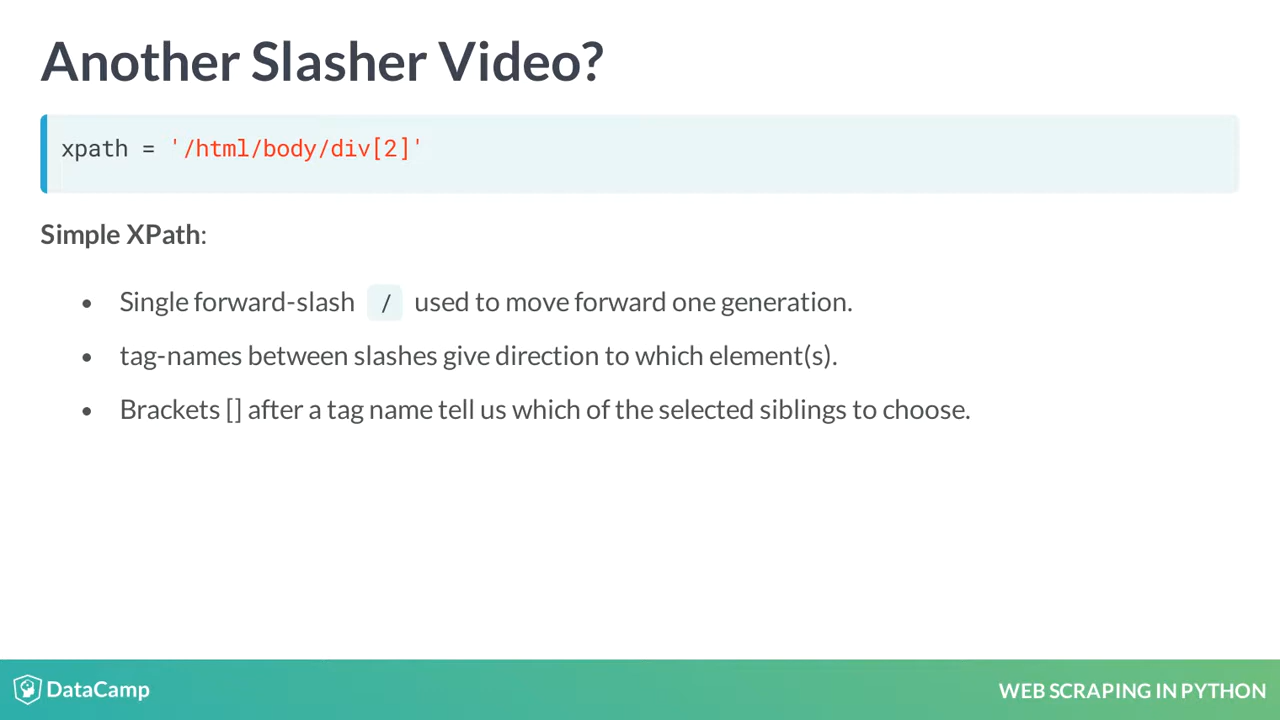 Another Slasher Video?
xpath = '/html/body/div[2]'
Simple XPath:
• Single forward-slash / used to move forward one generation.
• tag-names between slashes give direction to which element(s).
• Brackets [] after a tag name tell us which of the selected siblings to choose.
DataCamp
WEB SCRAPING IN PYTHON